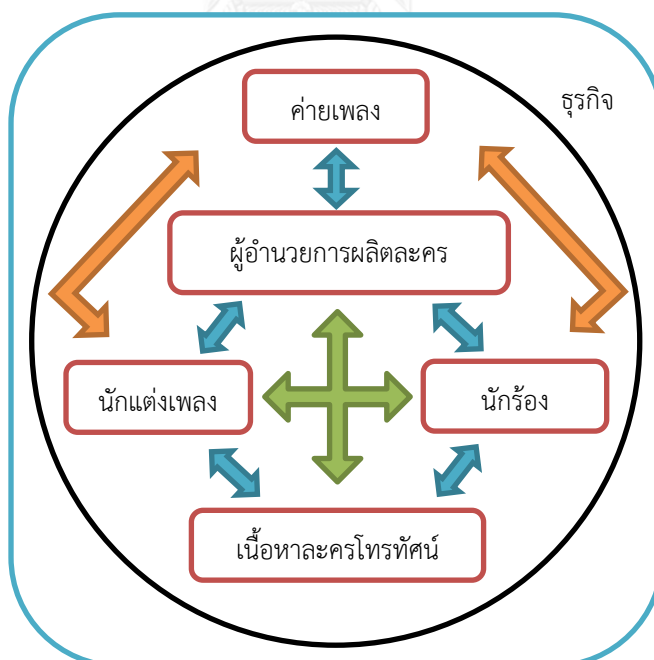 ธุรกิจ
ค่ายเพลง
ผู้อำนวยการผลิตละคร
นักแต่งเพลง
นักร้อง
เนื้อหาละครโทรทัศน์